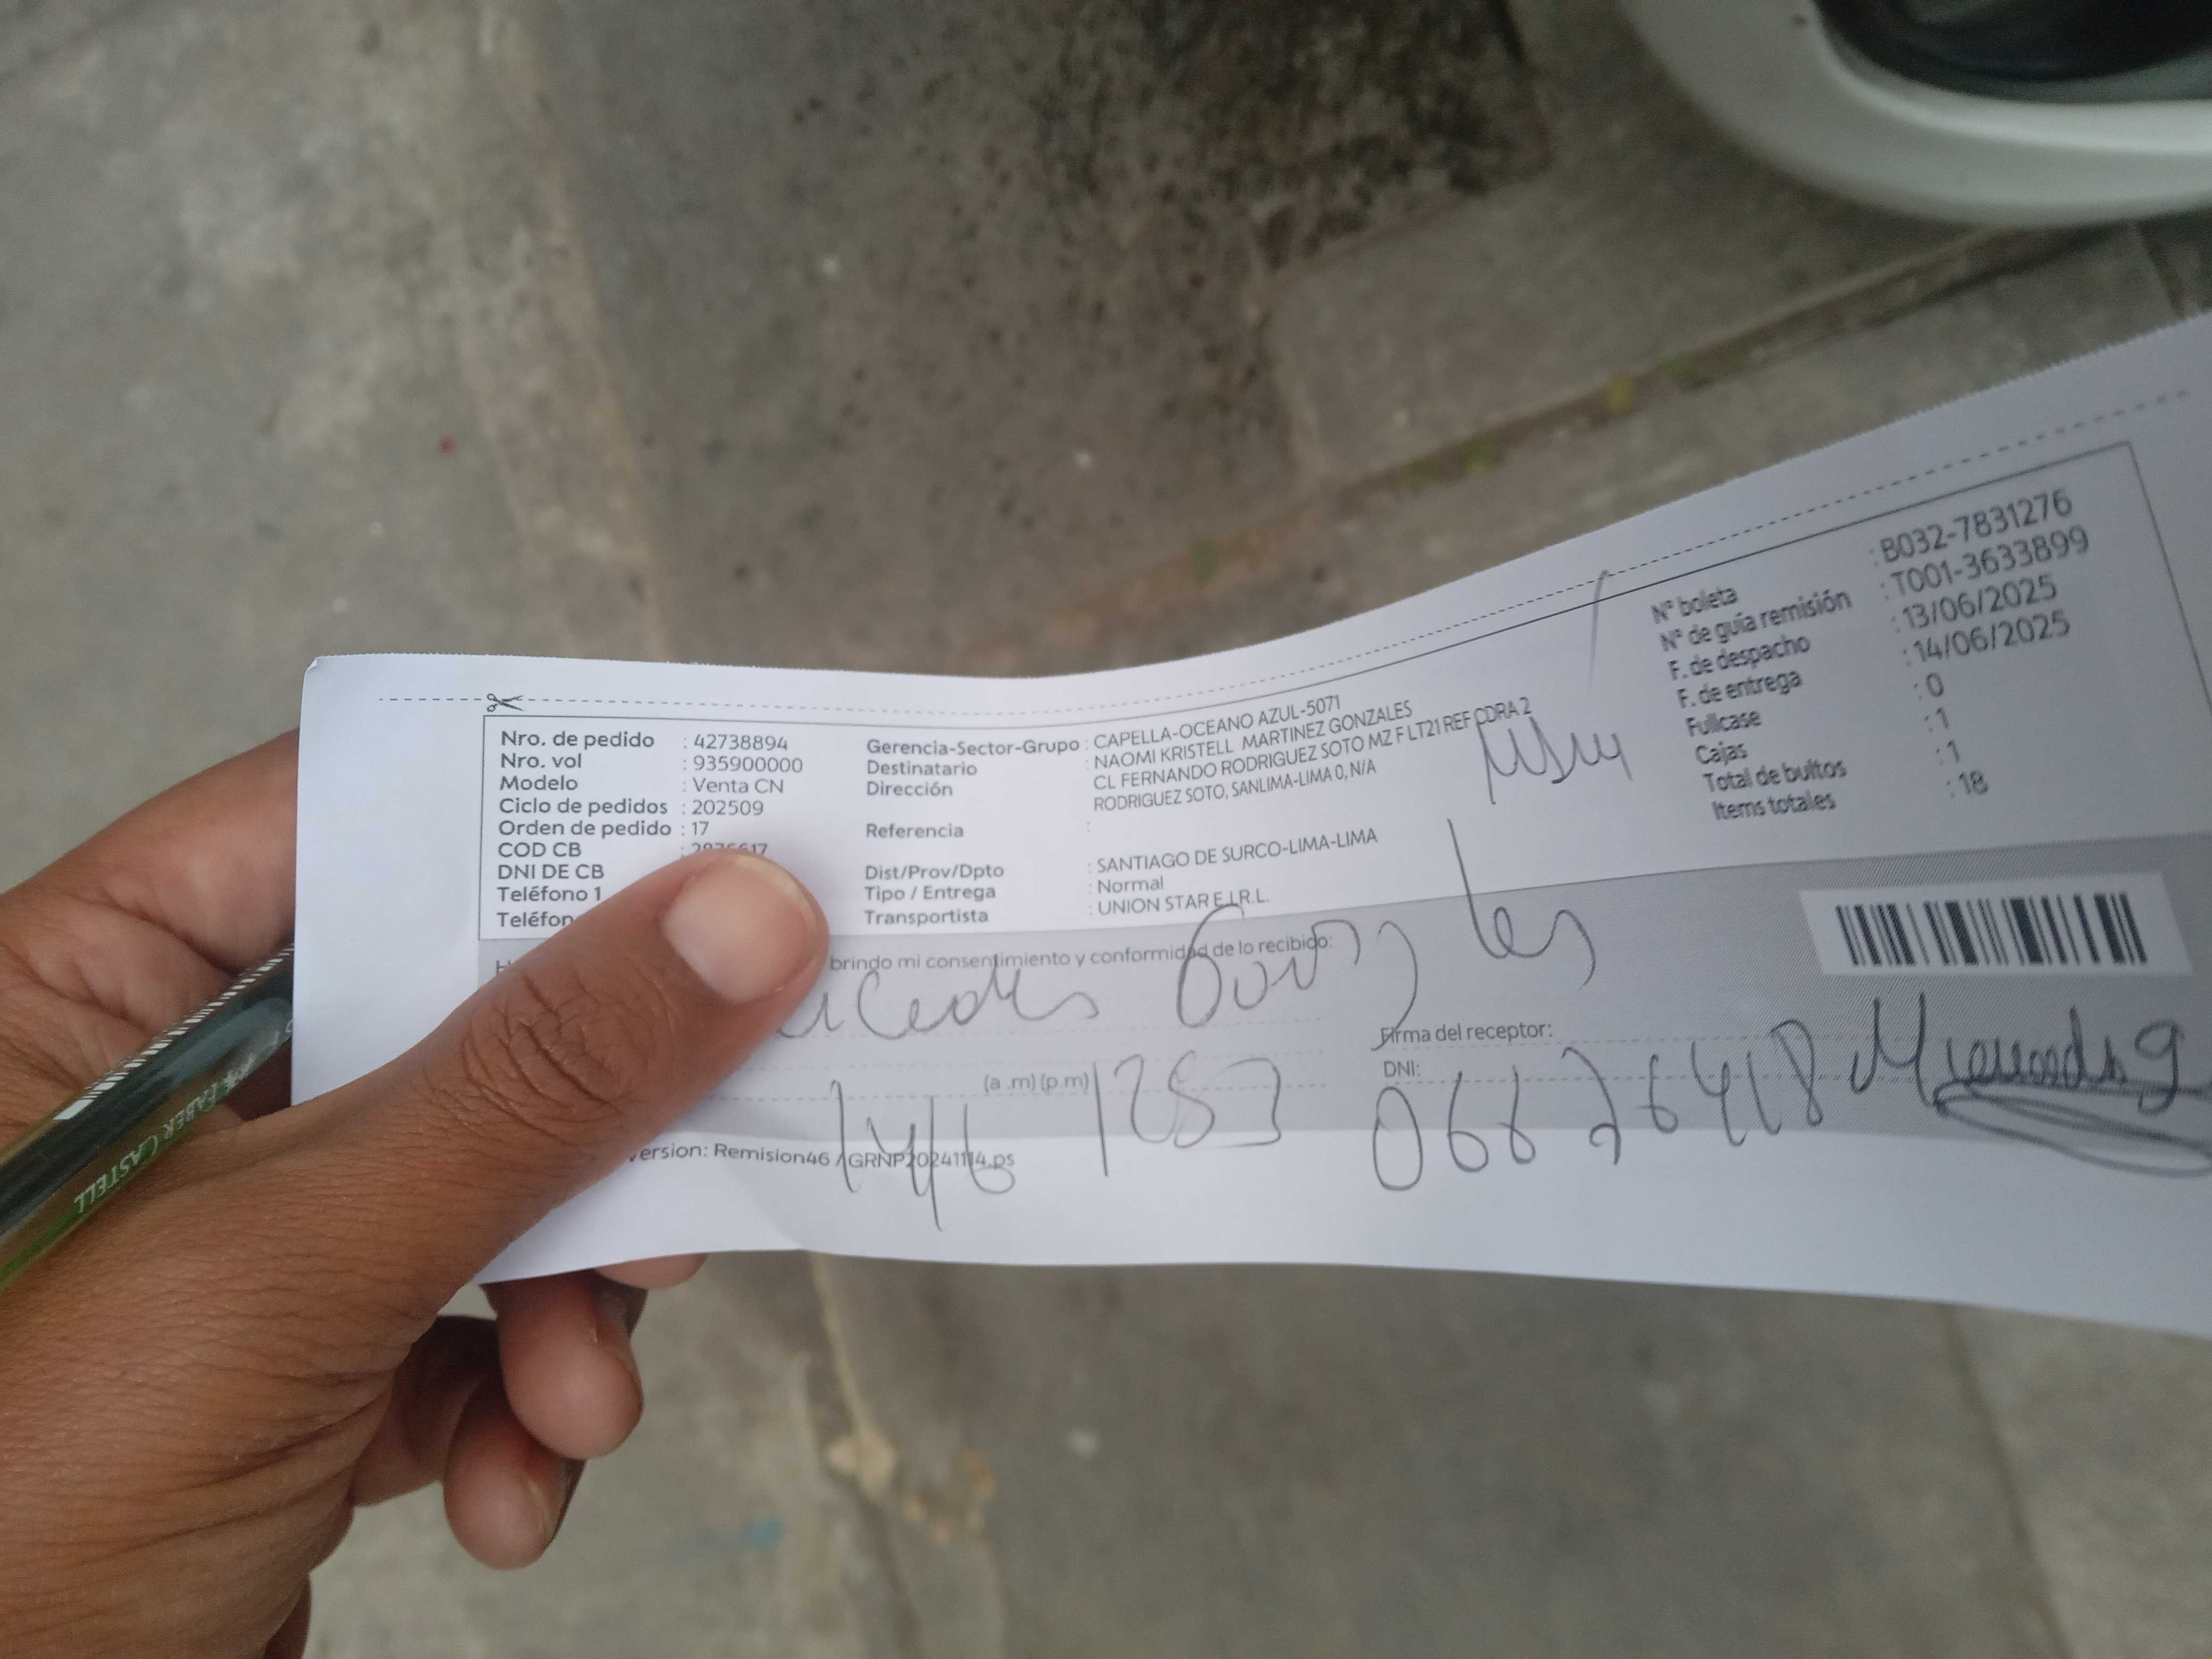 Nro. de pedido : 42738894
Nro. vol : 935900000
Modelo : Venta CN
Ciclo de pedidos : 202509
Orden de pedido : 17
COD CB
DNI DE CB
Teléfono 1
Gerencia-Sector-Grupo : CAPELLA-OCEANO AZUL-5071
Destinatario : NAOMI KRISTELL MARTINEZ GONZALES
Dirección : CL FERNANDO RODRIGUEZ SOTO MZ F LT21 REF CDRA 2
RODRIGUEZ SOTO, SANLIMA-LIMA 0, N/A
Referencia :
Dist/Prov/Dpto : SANTIAGO DE SURCO-LIMA-LIMA
Tipo / Entrega : Normal
Transportista : UNION STAR E.I.R.L.
N° boleta : B032-7831276
N° de guía remisión : T001-3633899
F. de despacho : 13/06/2025
F. de entrega : 14/06/2025
Fullcase : 0
Cajas : 1
Total de bultos : 1
Items totales : 18
brindo mi consentimiento y conformidad de lo recibido:
Gonzales
Firma del receptor:
(a .m) (p.m)
DNI:
14/6 1253
version: Remision46 / GRNP20241114.ps
FABER CASTELL